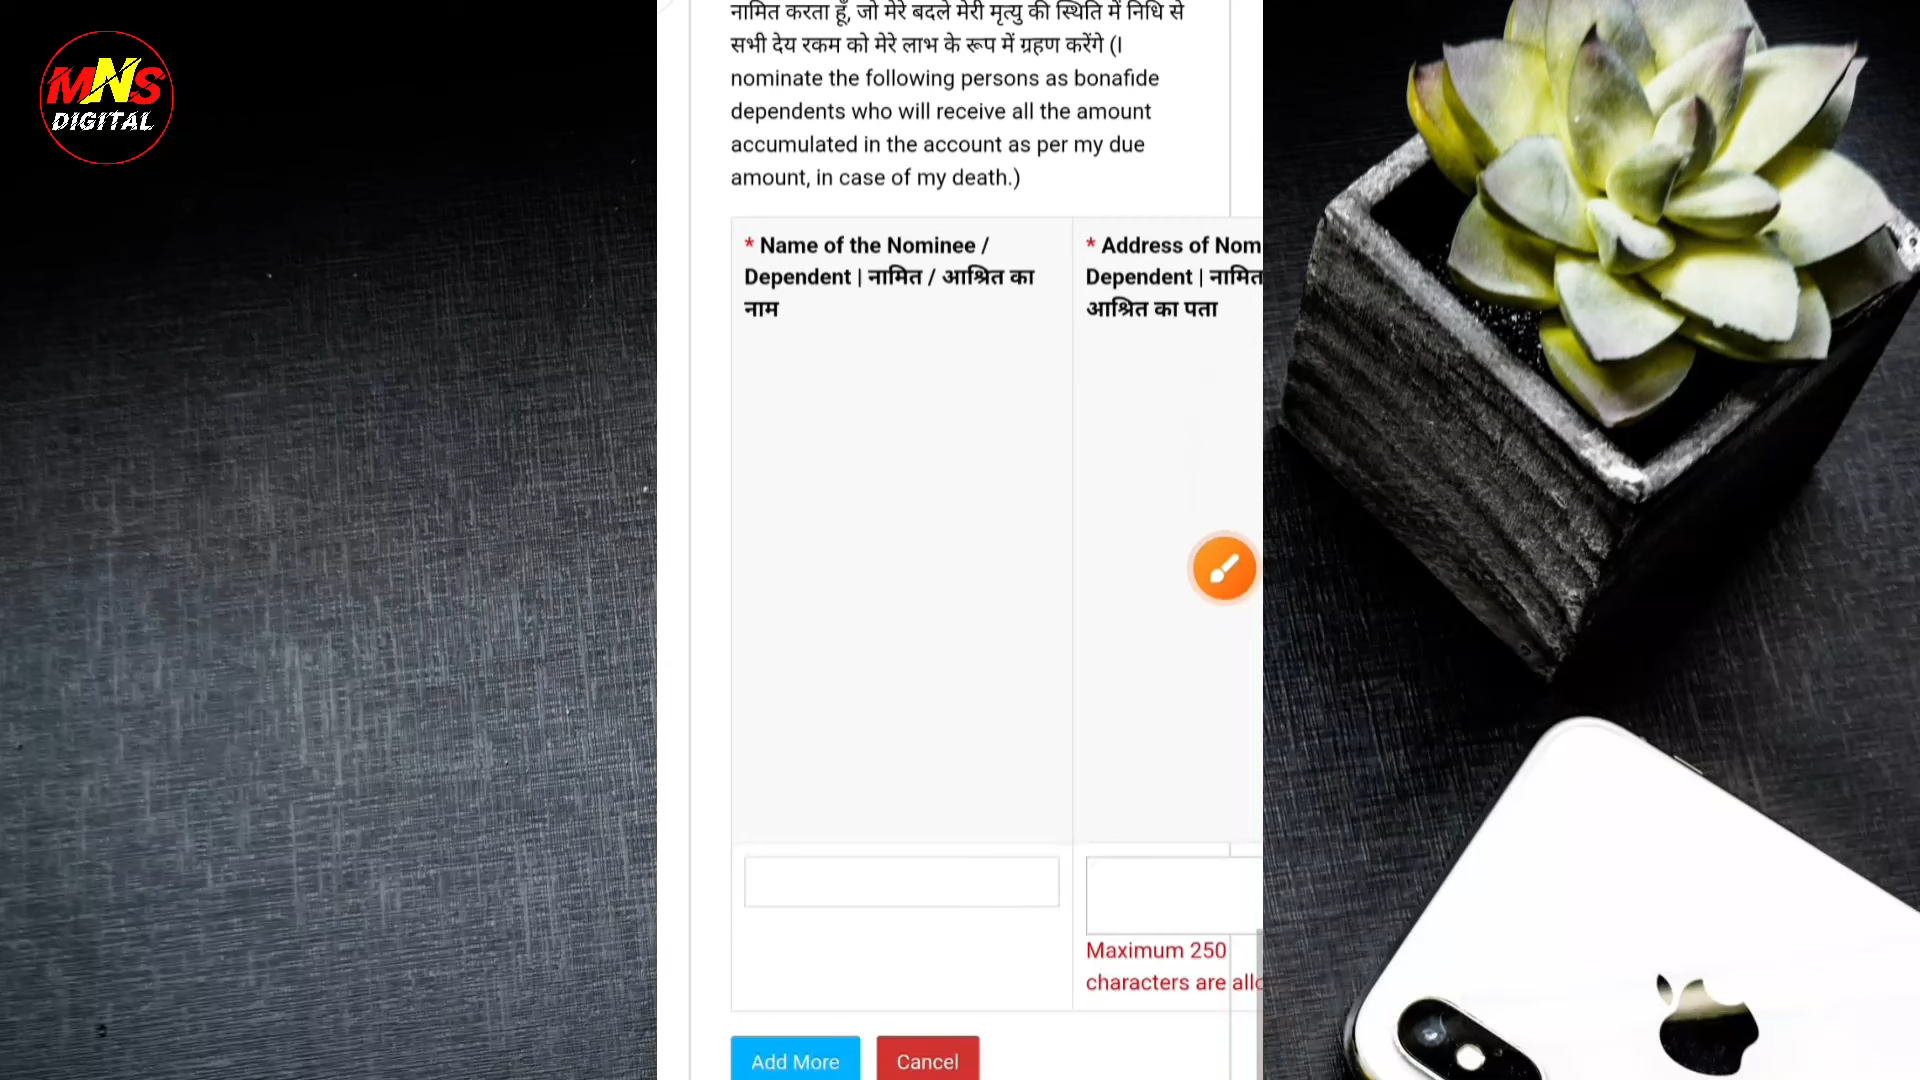 MNS
DIGITAL
नामित करता हूँ, जो मेरे बदले मेरी मृत्यु की स्थिति में निधि से
सभी देय रकम को मेरे लाभ के रूप में ग्रहण करेंगे (I
nominate the following persons as bonafide
dependents who will receive all the amount
accumulated in the account as per my due
amount, in case of my death.)
* Name of the Nominee /
Dependent | नामित / आश्रित का
नाम
* Address of Nom
Dependent | नामित
आश्रित का पता
Maximum 250
characters are allo
Add More
Cancel